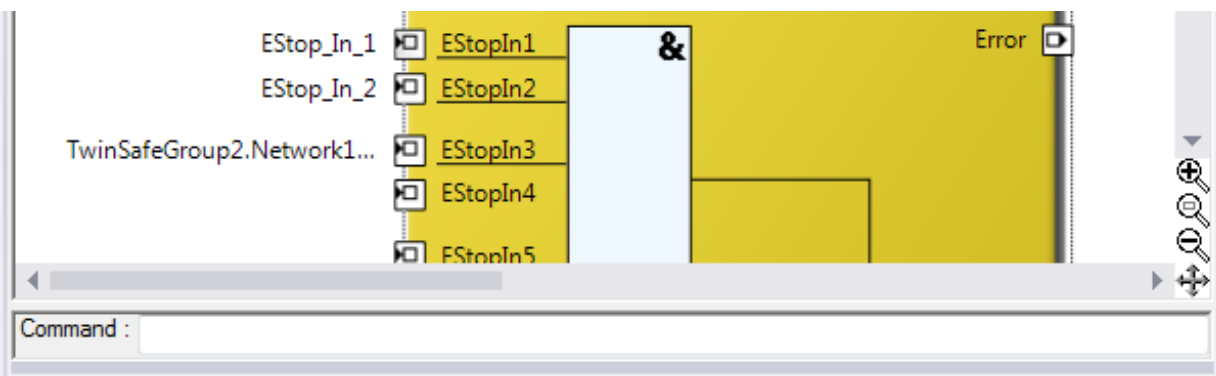 EStop_In_1 EStopIn1 & Error
EStop_In_2 EStopIn2
TwinSafeGroup2.Network1... EStopIn3
EStopIn4
EStopIn5
Command :